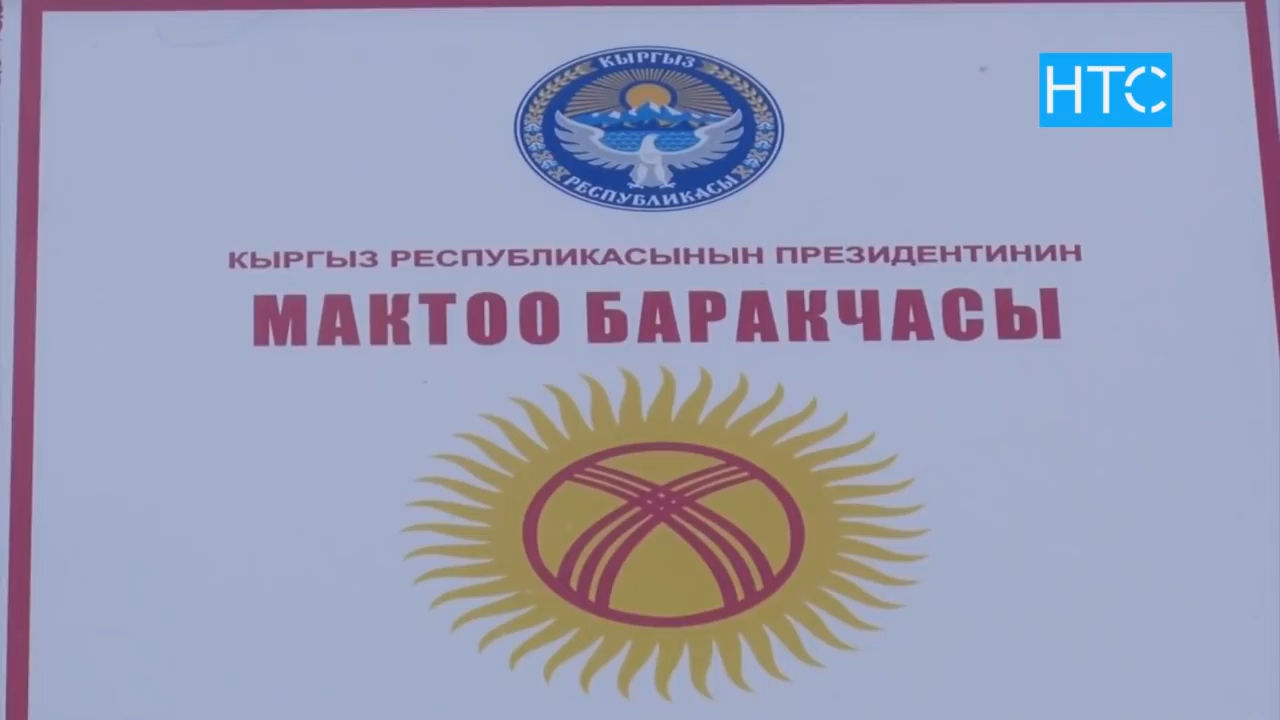 КЫРГЫЗ
РЕСПУБЛИКАСЫ
НТС
КЫРГЫЗ РЕСПУБЛИКАСЫНЫН ПРЕЗИДЕНТИНИН
МАКТОО БАРАКЧАСЫ